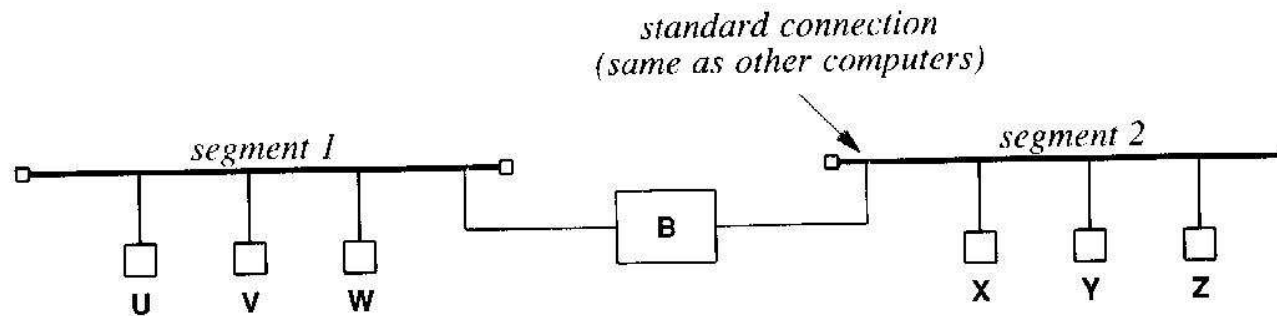 standard connection
(same as other computers)
segment 1
segment 2
B
U V W
X Y Z